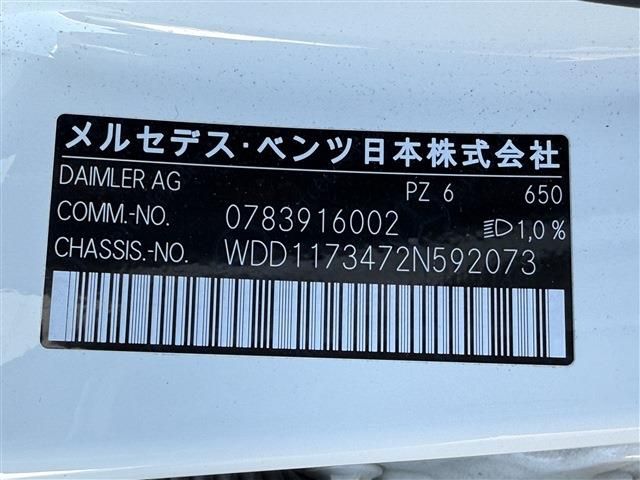 メルセデス・ベンツ日本株式会社
DAIMLER AG PZ 6 650
COMM.-NO. 0783916002 1,0%
CHASSIS.-NO. WDD1173472N592073